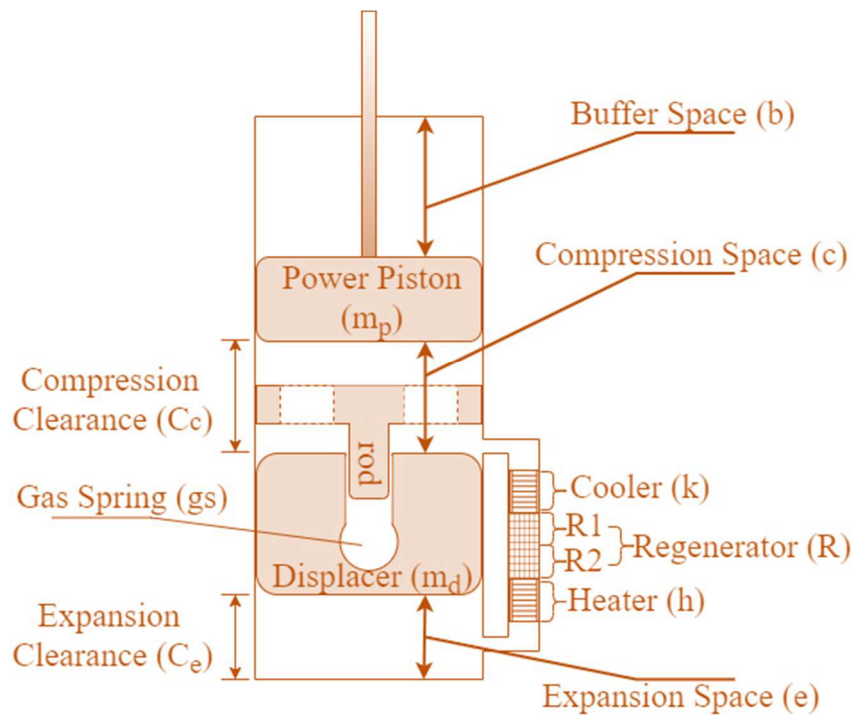 Buffer Space (b)
Compression Space (c)
Power Piston
(mp)
Compression
Clearance (Cc)
rod
Gas Spring (gs)
Cooler (k)
R1
R2
Regenerator (R)
Displacer (md)
Heater (h)
Expansion
Clearance (Ce)
Expansion Space (e)